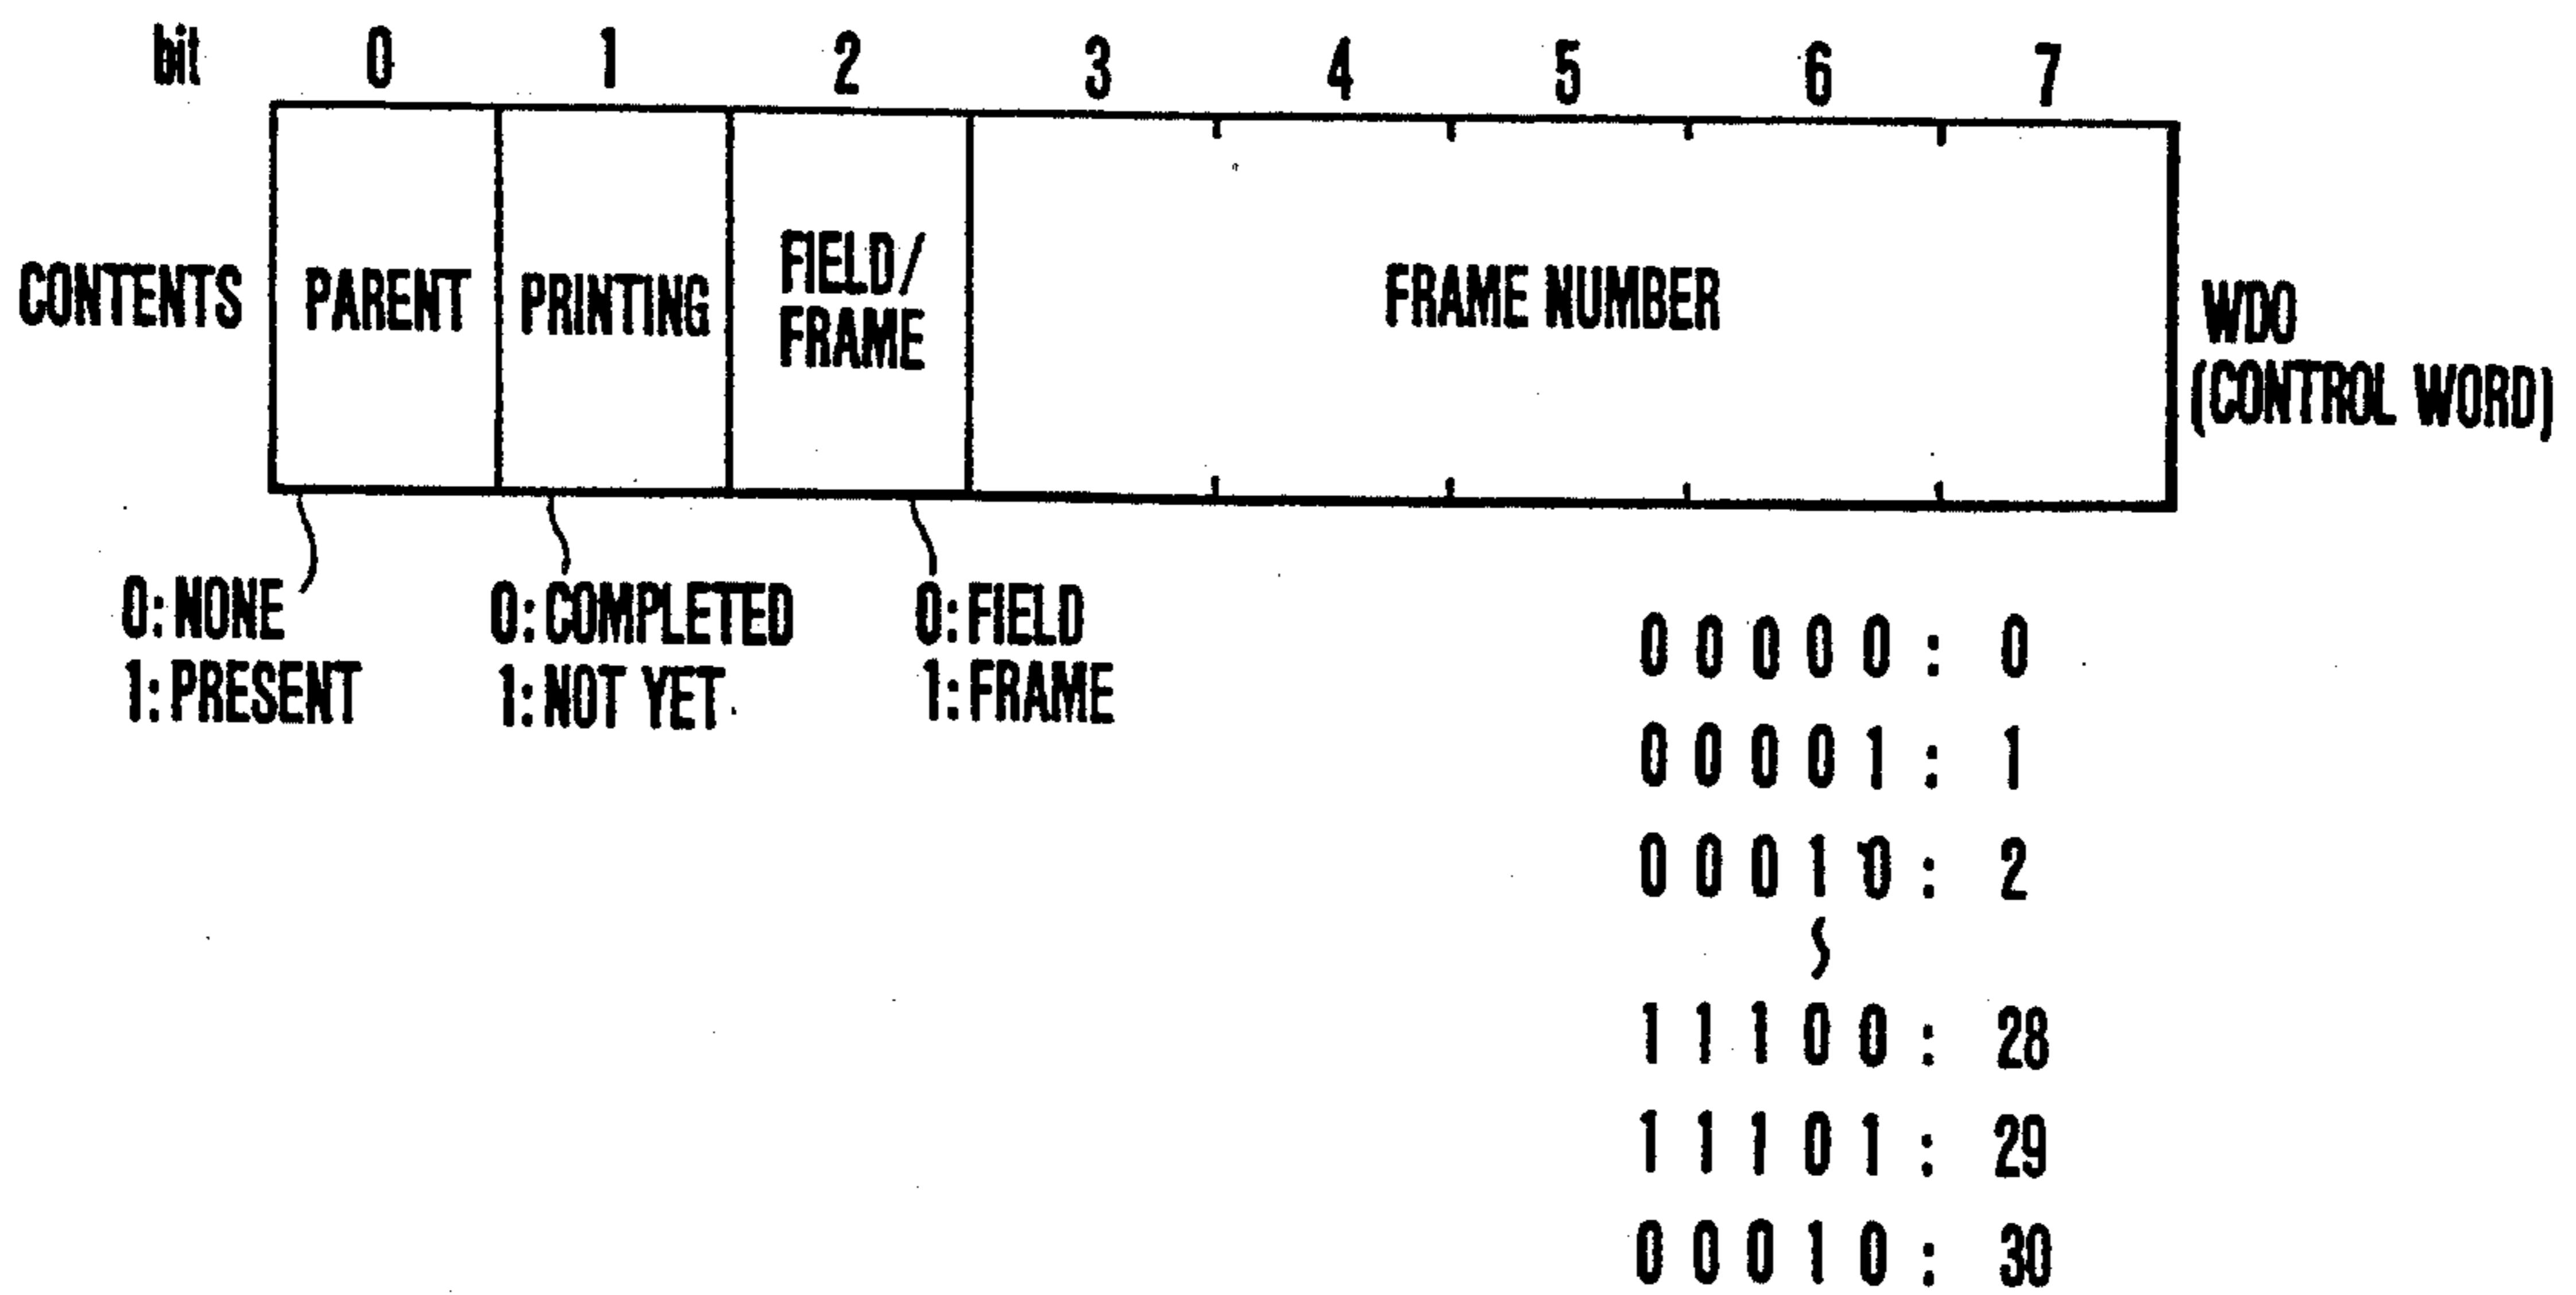 bit 0 1 2 3 4 5 6 7
CONTENTS PARENT PRINTING FIELD/ FRAME FRAME NUMBER WDO
(CONTROL WORD)
0: NONE 0: COMPLETED 0: FIELD
1: PRESENT 1: NOT YET 1: FRAME
0 0 0 0 0 : 0
0 0 0 0 1 : 1
0 0 0 1 0 : 2
1 1 1 0 0 : 28
1 1 1 0 1 : 29
0 0 0 1 0 : 30